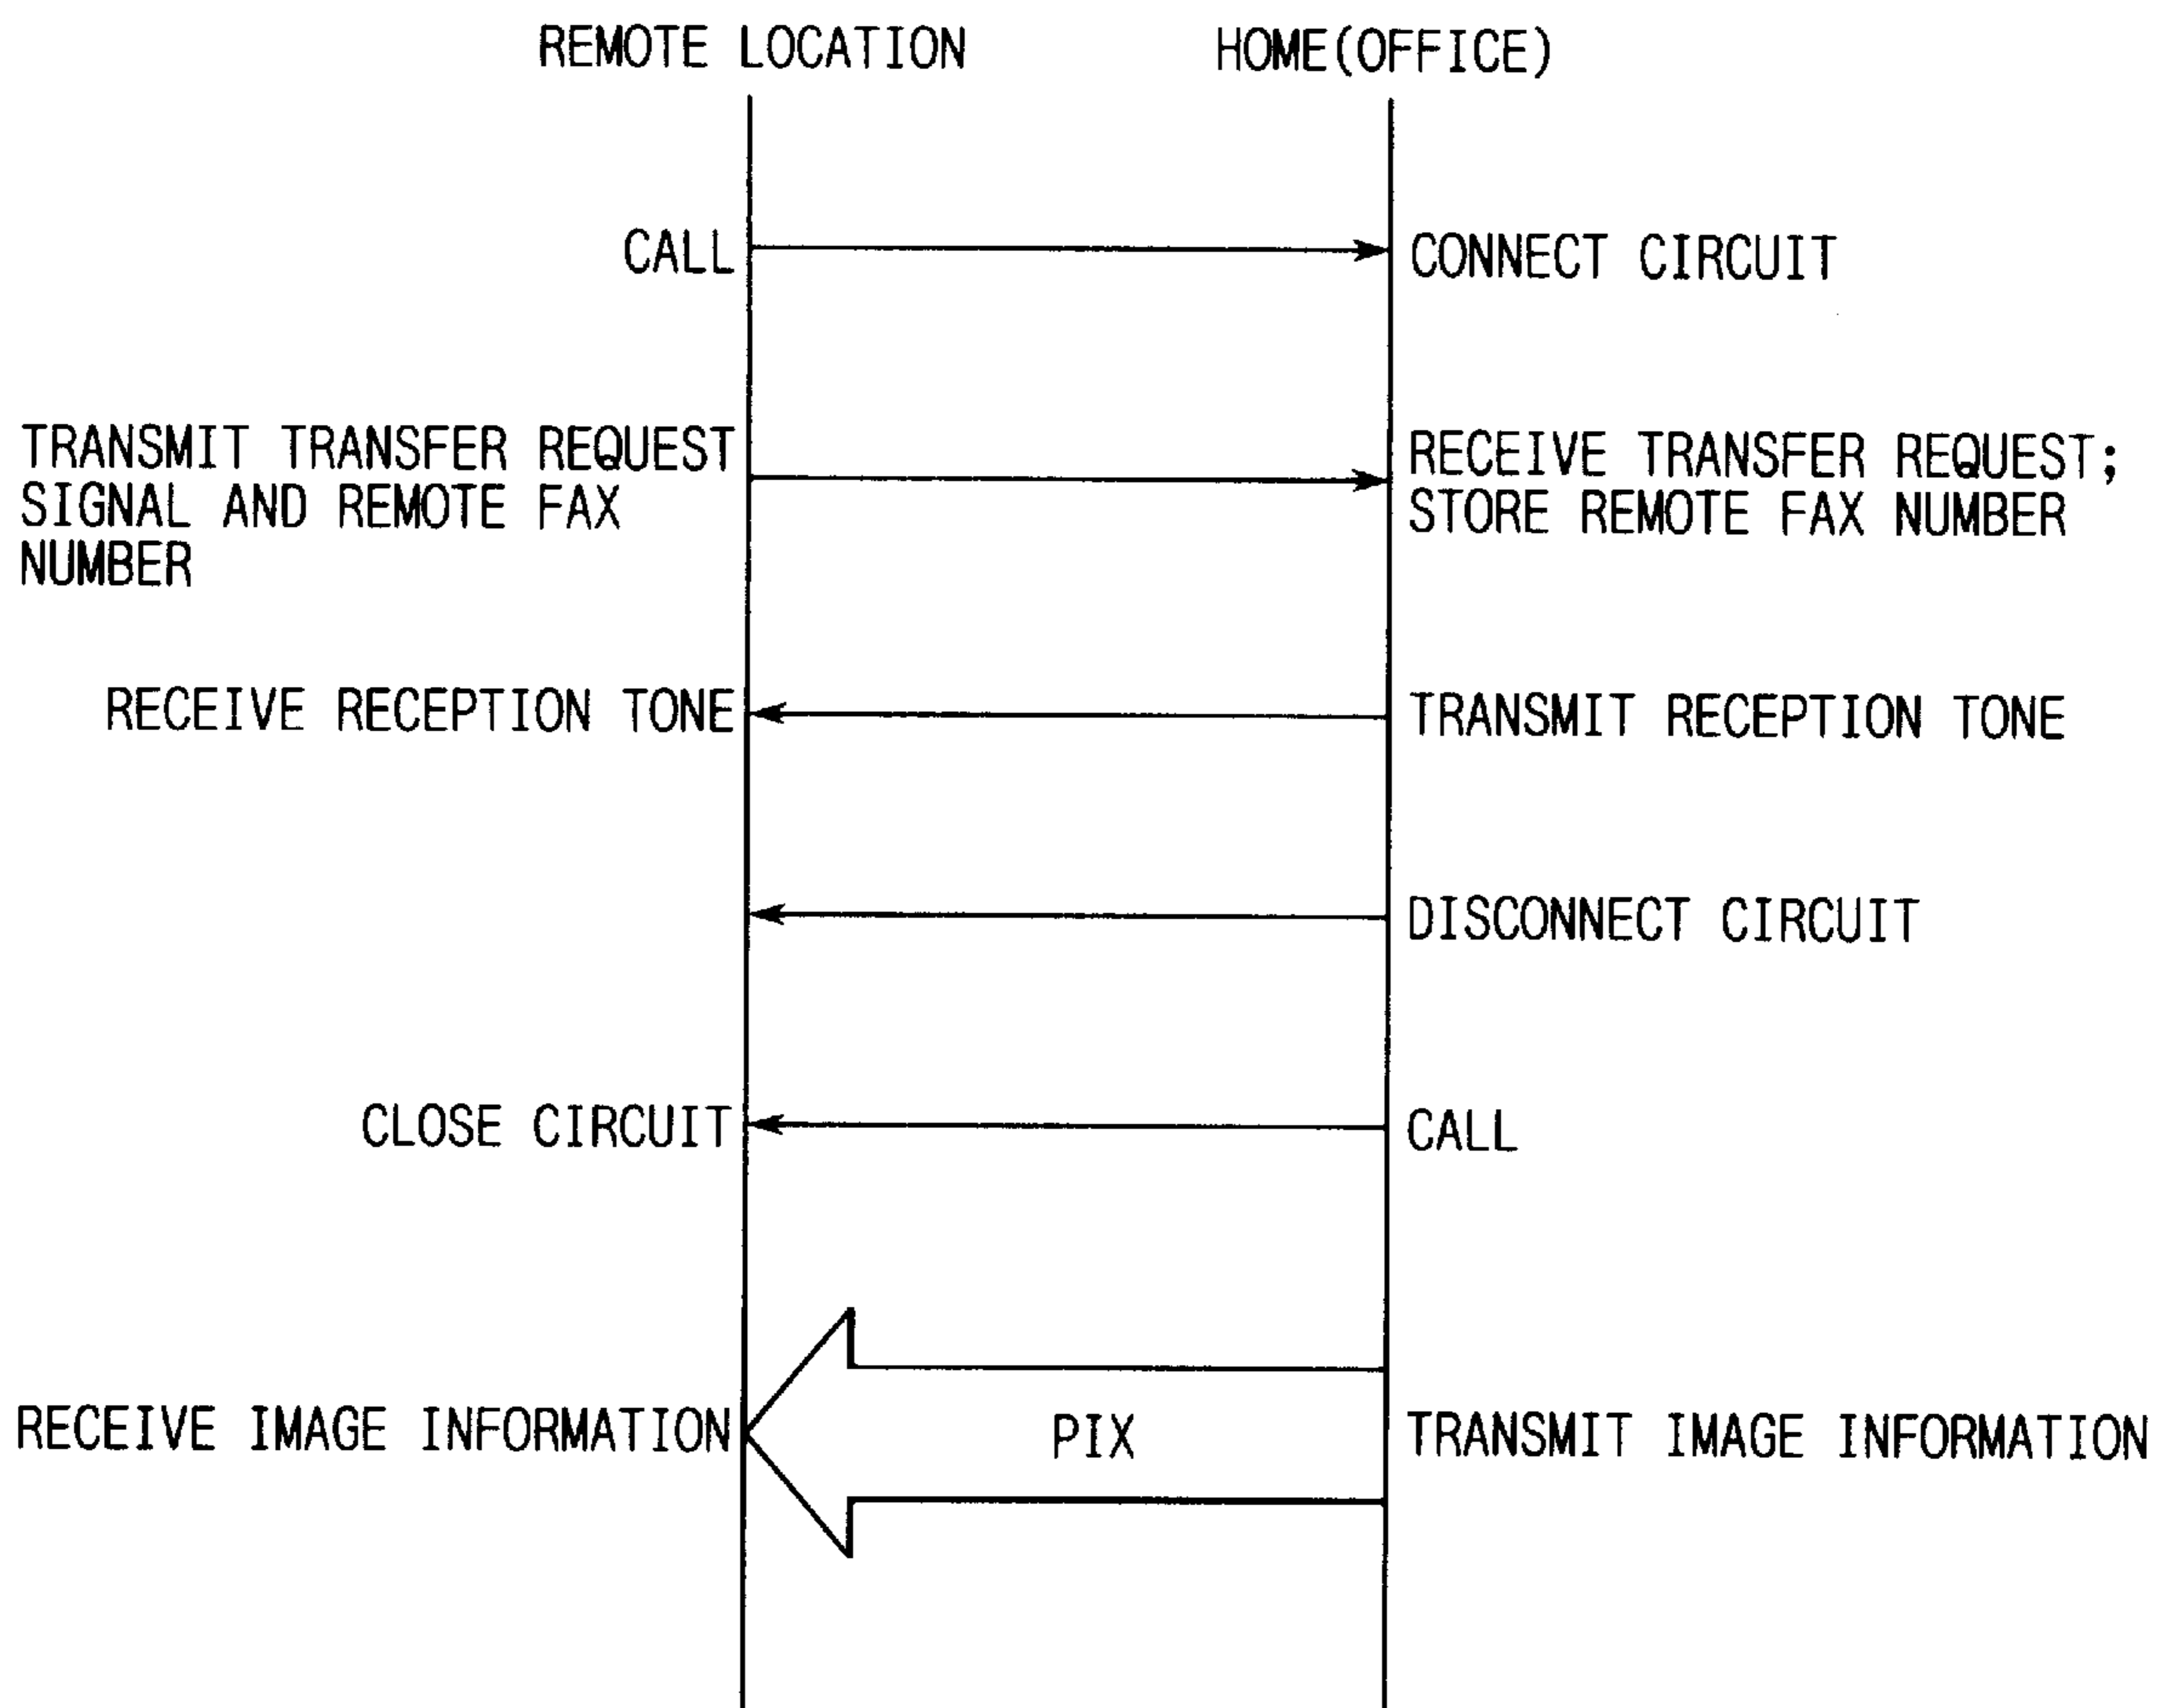 REMOTE LOCATION
HOME(OFFICE)
CALL
CONNECT CIRCUIT
TRANSMIT TRANSFER REQUEST
SIGNAL AND REMOTE FAX
NUMBER
RECEIVE TRANSFER REQUEST;
STORE REMOTE FAX NUMBER
RECEIVE RECEPTION TONE
TRANSMIT RECEPTION TONE
DISCONNECT CIRCUIT
CLOSE CIRCUIT
CALL
RECEIVE IMAGE INFORMATION
PIX
TRANSMIT IMAGE INFORMATION